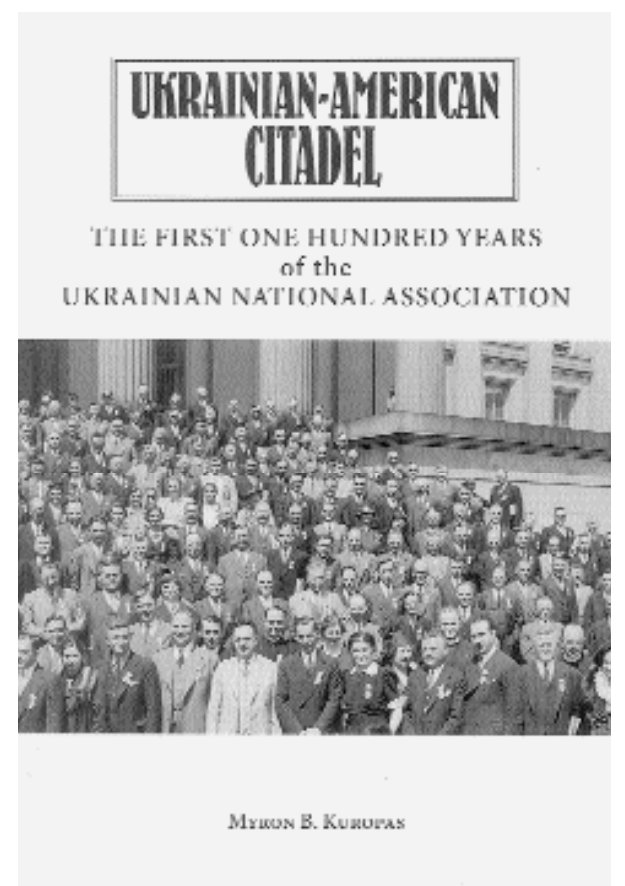 UKRAINIAN-AMERICAN
CITADEL
THE FIRST ONE HUNDRED YEARS
of the
UKRAINIAN NATIONAL ASSOCIATION
MYRON B. KUROPAS